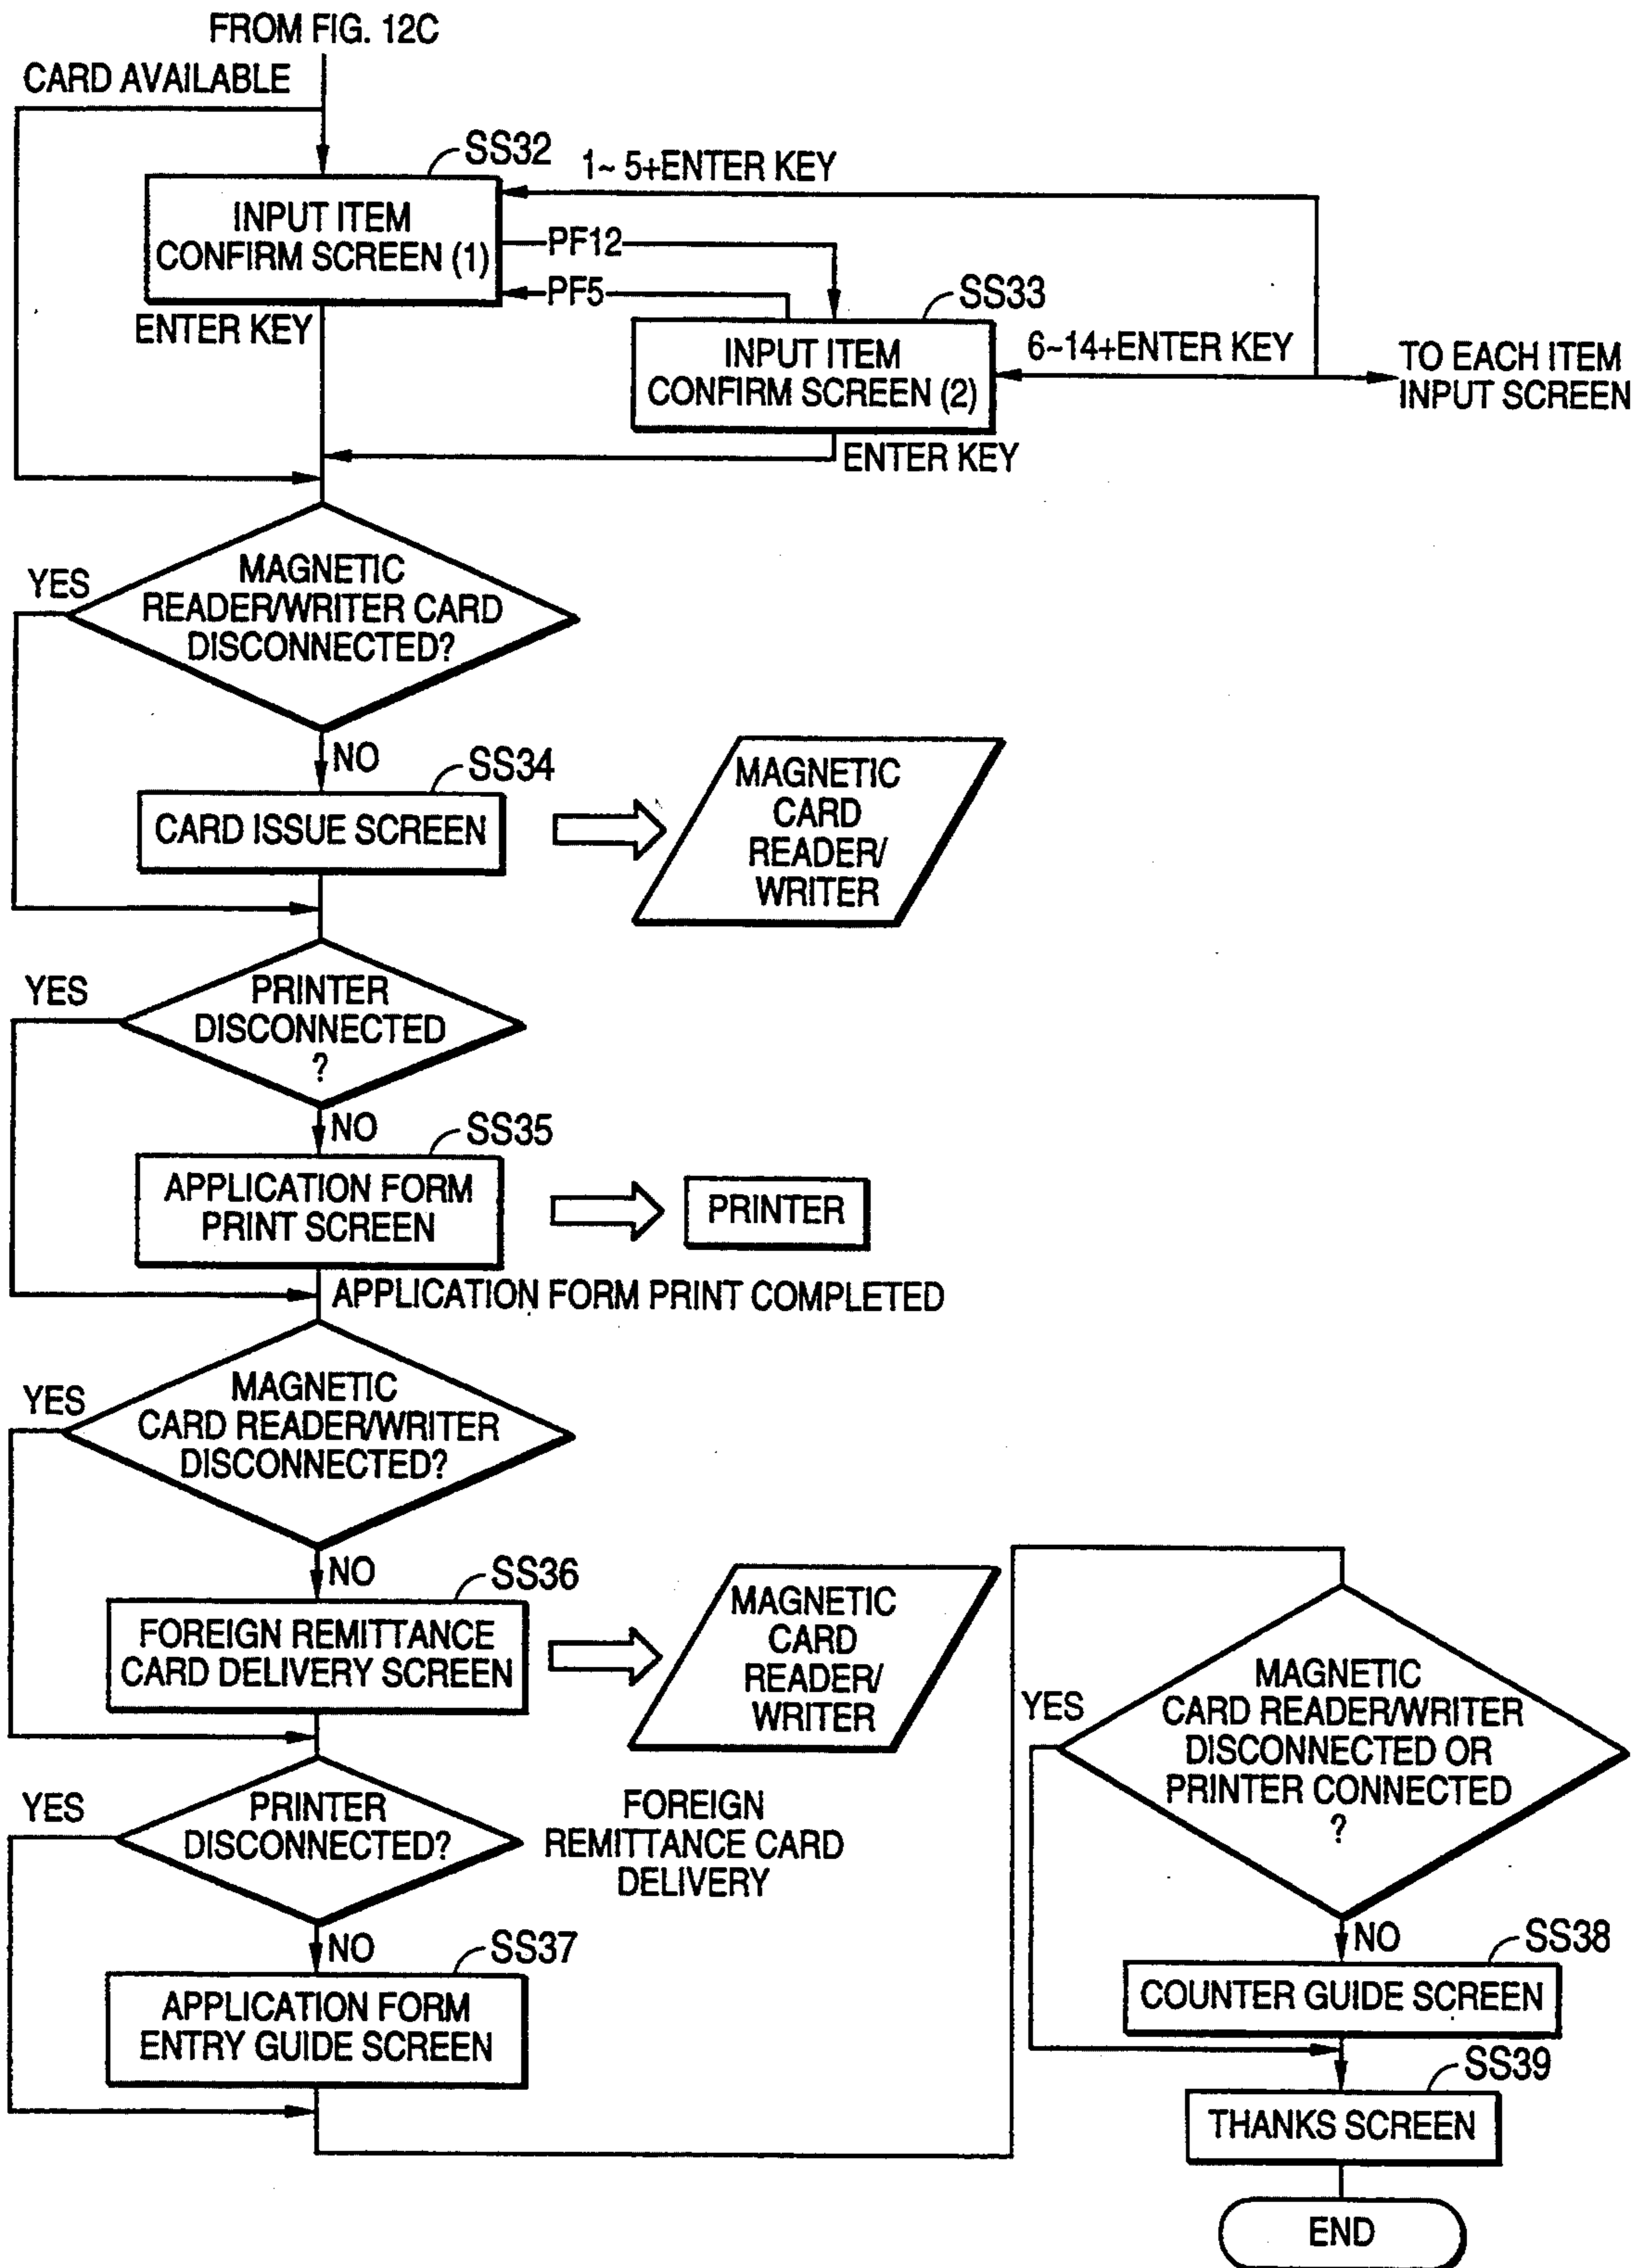 FROM FIG. 12C
CARD AVAILABLE
SS32
1~ 5+ENTER KEY
INPUT ITEM
CONFIRM SCREEN (1)
PF12
PF5
SS33
ENTER KEY
INPUT ITEM
CONFIRM SCREEN (2)
6~14+ENTER KEY
TO EACH ITEM
INPUT SCREEN
ENTER KEY
YES
MAGNETIC
READER/WRITER CARD
DISCONNECTED?
NO
SS34
CARD ISSUE SCREEN
MAGNETIC
CARD
READER/
WRITER
YES
PRINTER
DISCONNECTED
?
NO
SS35
APPLICATION FORM
PRINT SCREEN
PRINTER
APPLICATION FORM PRINT COMPLETED
YES
MAGNETIC
CARD READER/WRITER
DISCONNECTED?
NO
SS36
FOREIGN REMITTANCE
CARD DELIVERY SCREEN
MAGNETIC
CARD
READER/
WRITER
YES
PRINTER
DISCONNECTED?
FOREIGN
REMITTANCE CARD
DELIVERY
NO
SS37
APPLICATION FORM
ENTRY GUIDE SCREEN
YES
MAGNETIC
CARD READER/WRITER
DISCONNECTED OR
PRINTER CONNECTED
?
NO
SS38
COUNTER GUIDE SCREEN
SS39
THANKS SCREEN
END